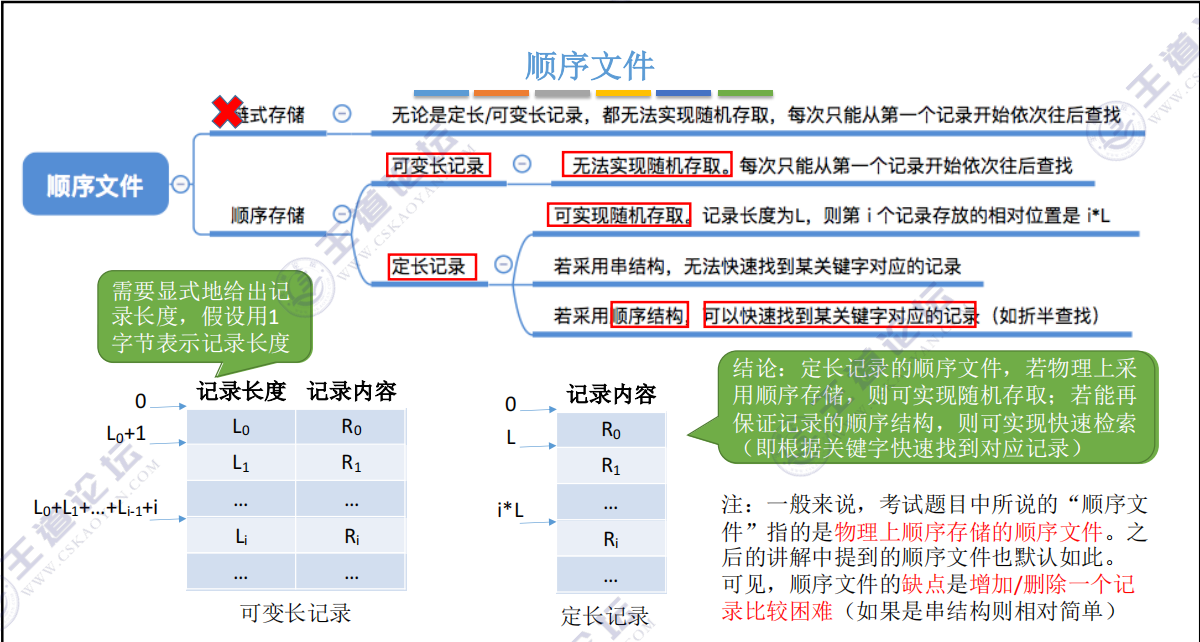 顺序文件
链式存储
无论是定长/可变长记录，都无法实现随机存取，每次只能从第一个记录开始依次往后查找
可变长记录
无法实现随机存取。每次只能从第一个记录开始依次往后查找
顺序文件
顺序存储
可实现随机存取。记录长度为L，则第 i 个记录存放的相对位置是 i*L
定长记录
若采用串结构，无法快速找到某关键字对应的记录
若采用顺序结构，可以快速找到某关键字对应的记录（如折半查找）
需要显式地给出记
录长度，假设用1
字节表示记录长度
记录长度 记录内容
0
L0 R0
L0+1
L1 R1
... ...
L0+L1+...+Li-1+i
Li Ri
... ...
可变长记录
记录内容
0
R0
L
R1
...
i*L
Ri
...
定长记录
结论：定长记录的顺序文件，若物理上采
用顺序存储，则可实现随机存取；若能再
保证记录的顺序结构，则可实现快速检索
（即根据关键字快速找到对应记录）
注：一般来说，考试题目中所说的“顺序文
件”指的是物理上顺序存储的顺序文件。之
后的讲解中提到的顺序文件也默认如此。
可见，顺序文件的缺点是增加/删除一个记
录比较困难（如果是串结构则相对简单）
王道论坛
WWW.CSKAOYAN.COM